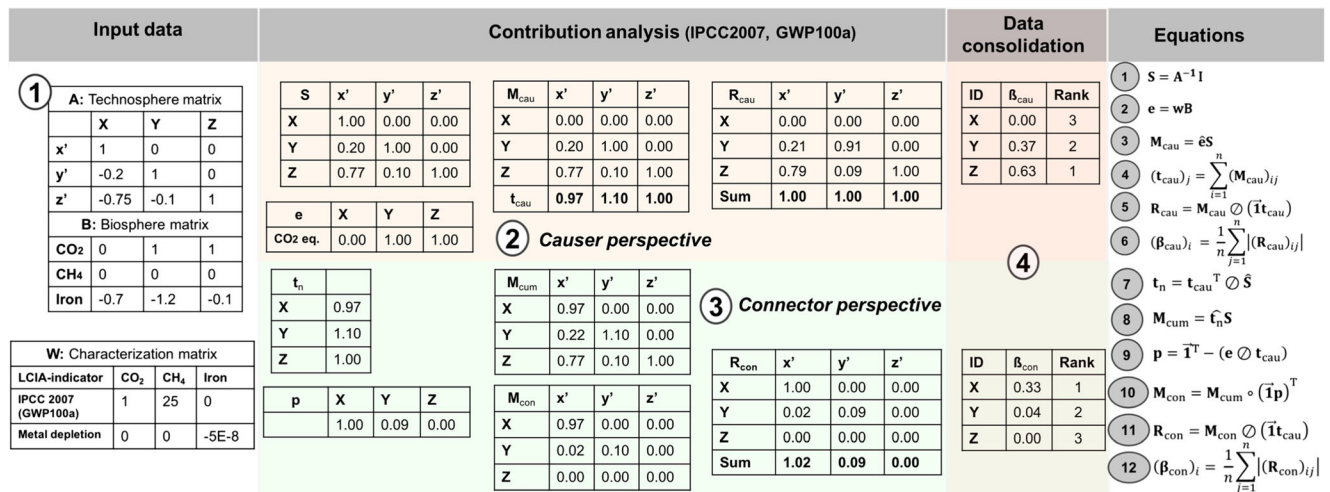 Input data
Contribution analysis (IPCC2007, GWP100a)
Data consolidation
Equations
1
A: Technosphere matrix
X Y Z
x' 1 0 0
y' -0.2 1 0
z' -0.75 -0.1 1
B: Biosphere matrix
CO2 0 1 1
CH4 0 0 0
Iron -0.7 -1.2 -0.1
W: Characterization matrix
LCIA-indicator CO2 CH4 Iron
IPCC 2007 (GWP100a) 1 25 0
Metal depletion 0 0 -5E-8
S x' y' z'
X 1.00 0.00 0.00
Y 0.20 1.00 0.00
Z 0.77 0.10 1.00
e X Y Z
CO2 eq. 0.00 1.00 1.00
Mcau x' y' z'
X 0.00 0.00 0.00
Y 0.20 1.00 0.00
Z 0.77 0.10 1.00
tcau 0.97 1.10 1.00
Rcau x' y' z'
X 0.00 0.00 0.00
Y 0.21 0.91 0.00
Z 0.79 0.09 1.00
Sum 1.00 1.00 1.00
2 Causer perspective
tn
X 0.97
Y 1.10
Z 1.00
p X Y Z
1.00 0.09 0.00
Mcum x' y' z'
X 0.97 0.00 0.00
Y 0.22 1.10 0.00
Z 0.77 0.10 1.00
Mcon x' y' z'
X 0.97 0.00 0.00
Y 0.02 0.10 0.00
Z 0.00 0.00 0.00
3 Connector perspective
Rcon x' y' z'
X 1.00 0.00 0.00
Y 0.02 0.09 0.00
Z 0.00 0.00 0.00
Sum 1.02 0.09 0.00
ID ßcau Rank
X 0.00 3
Y 0.37 2
Z 0.63 1
4
ID ßcon Rank
X 0.33 1
Y 0.04 2
Z 0.00 3
1 S = A⁻¹I
2 e = wB
3 Mcau = êS
4 (tcau)j = ∑ⁿi=1 (Mcau)ij
5 Rcau = Mcau ⊘ (1⃗tcau)
6 (βcau)i = 1/n ∑ⁿj=1 |(Rcau)ij|
7 tn = tcauᵀ ⊘ Ŝ
8 Mcum = t̂nS
9 p = 1⃗ᵀ − (e ⊘ tcau)
10 Mcon = Mcum ∘ (1⃗p)ᵀ
11 Rcon = Mcon ⊘ (1⃗tcau)
12 (βcon)i = 1/n ∑ⁿj=1 |(Rcon)ij|